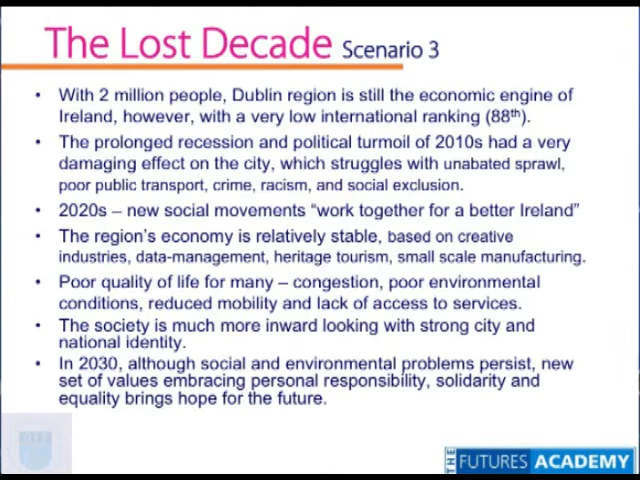 The Lost Decade Scenario 3
• With 2 million people, Dublin region is still the economic engine of
Ireland, however, with a very low international ranking (88th).
• The prolonged recession and political turmoil of 2010s had a very
damaging effect on the city, which struggles with unabated sprawl,
poor public transport, crime, racism, and social exclusion.
• 2020s – new social movements “work together for a better Ireland”
• The region's economy is relatively stable, based on creative
industries, data-management, heritage tourism, small scale manufacturing.
• Poor quality of life for many – congestion, poor environmental
conditions, reduced mobility and lack of access to services.
• The society is much more inward looking with strong city and
national identity.
• In 2030, although social and environmental problems persist, new
set of values embracing personal responsibility, solidarity and
equality brings hope for the future.
THE FUTURES ACADEMY